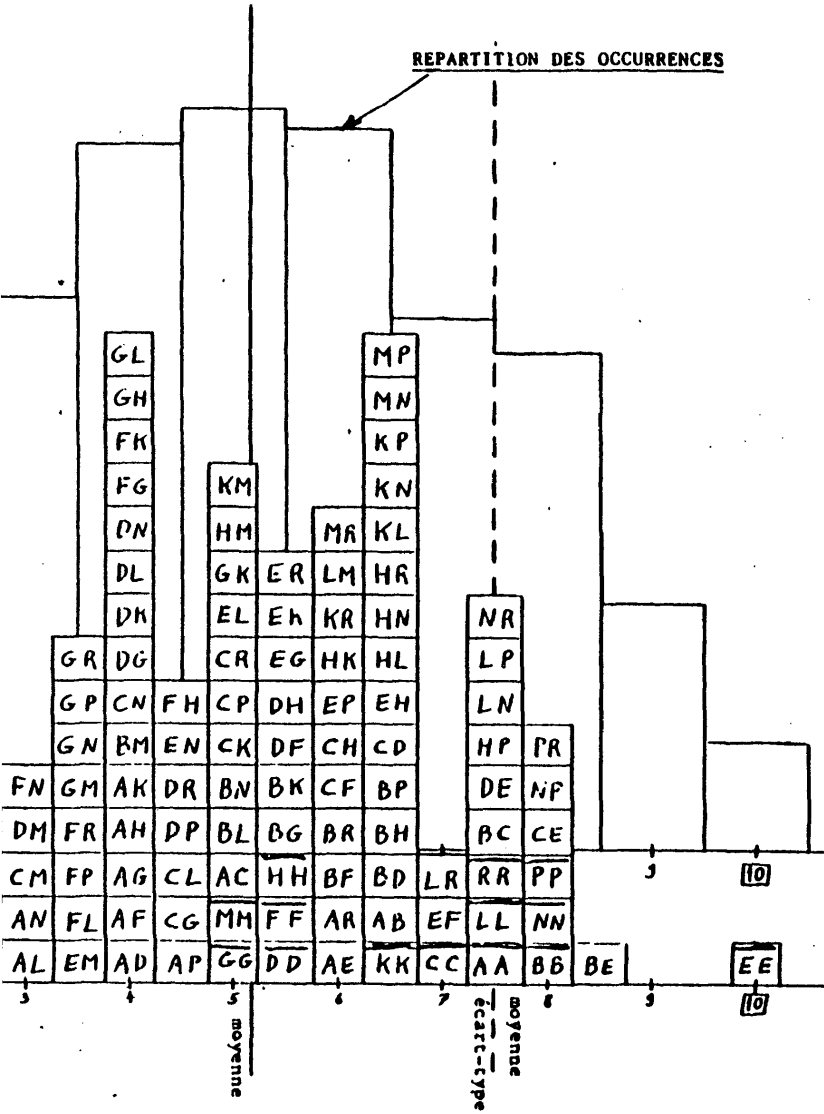 REPARTITION DES OCCURRENCES
GL MP
GH MN
FK KP
FG KM KN
DN HM MR KL
DL GK ER LM HR
DK EL EK KR HN NR
GR DG CR EG HK HL LP
GP CN FH CP DH EP EH LN
GN BM EN CK DF CH CD HP PR
FN GM AK DR BN BK CF BP DE NP
DM FR AH DP BL BG BR BH BC CE
CM FP AG CL AC HH BF BD LR RR PP 9 10
AN FL AF CG MM FF AR AB EF LL NN
AL EM AD AP GG DD AE KK CC AA BB BE EE
3 4 5 6 7 8 9 10
moyenne
moyenne
écart-type